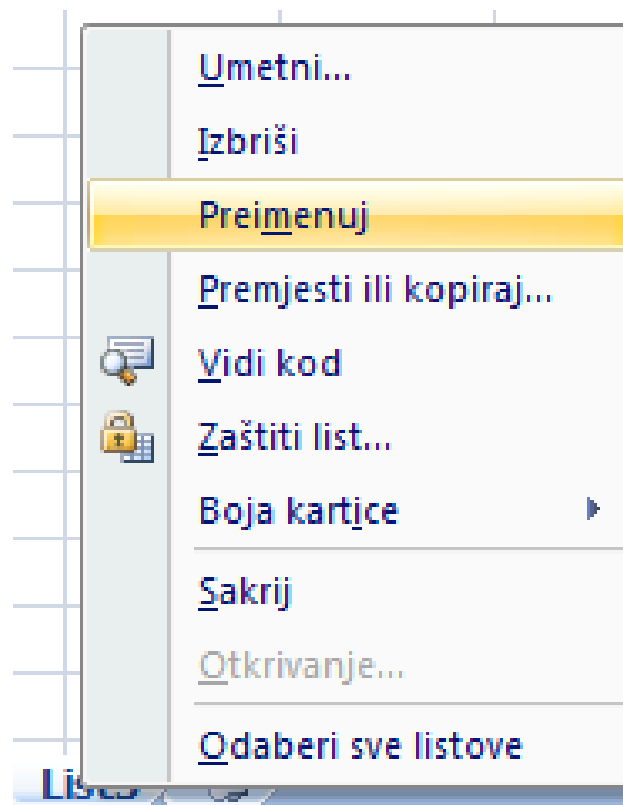 Umetni...
Izbriši
Preimenuj
Premjesti ili kopiraj...
Vidi kod
Zaštiti list...
Boja kartice
Sakrij
Otkrivanje...
Odaberi sve listove